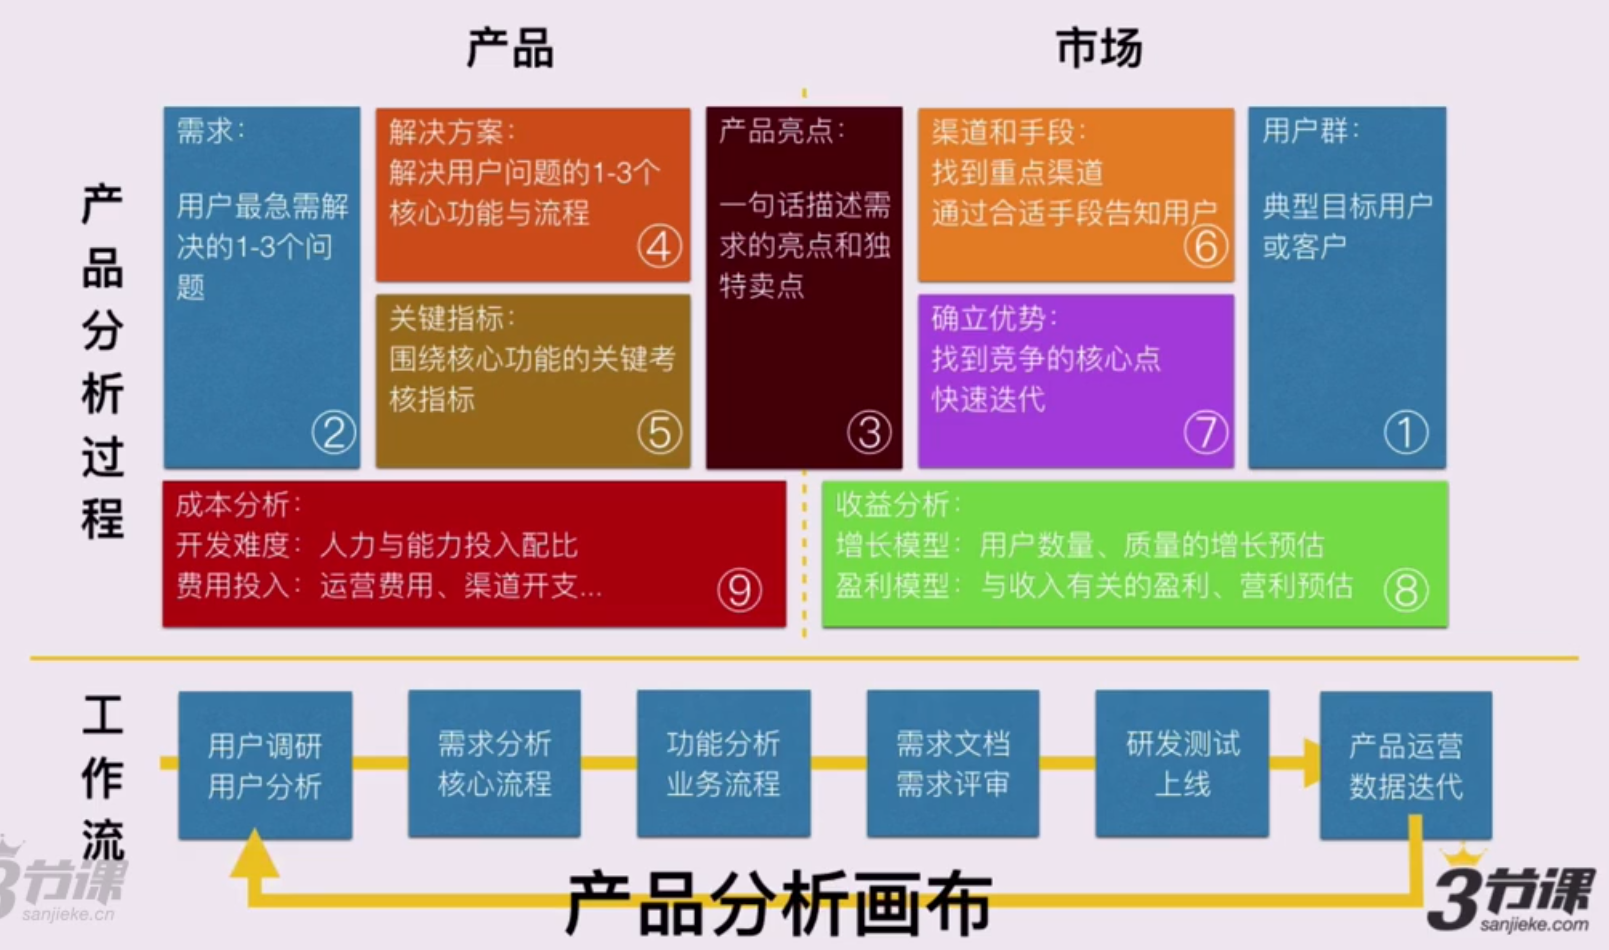 产品
市场
产品分析过程
需求：
用户最急需解
决的1-3个问
题
②
解决方案：
解决用户问题的1-3个
核心功能与流程
④
关键指标：
围绕核心功能的关键考
核指标
⑤
产品亮点：
一句话描述需
求的亮点和独
特卖点
③
渠道和手段：
找到重点渠道
通过合适手段告知用户
⑥
确立优势：
找到竞争的核心点
快速迭代
⑦
用户群：
典型目标用户
或客户
①
成本分析：
开发难度：人力与能力投入配比
费用投入：运营费用、渠道开支...
⑨
收益分析：
增长模型：用户数量、质量的增长预估
盈利模型：与收入有关的盈利、营利预估
⑧
工作流
用户调研
用户分析
需求分析
核心流程
功能分析
业务流程
需求文档
需求评审
研发测试
上线
产品运营
数据迭代
产品分析画布
3节课
sanjieke.cn
3节课
sanjieke.com